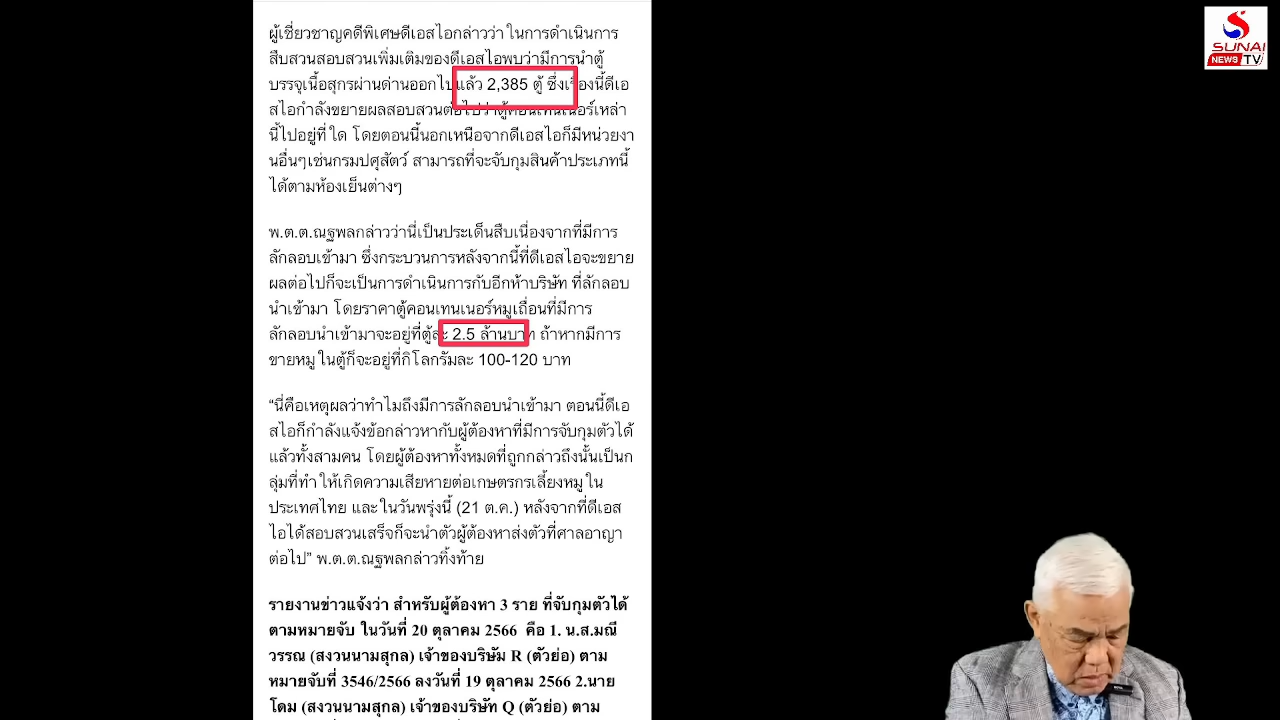 ผู้เชี่ยวชาญคดีพิเศษดีเอสไอกล่าวว่า ในการดำเนินการ
สืบสวนสอบสวนเพิ่มเติมของดีเอสไอพบว่ามีการนำตู้
บรรจุเนื้อสุกรผ่านด่านออกไปแล้ว 2,385 ตู้ ซึ่งเรื่องนี้ดีเอ
สไอกำลังขยายผลสอบสวนต่อไปว่าตู้คอนเทนเนอร์เหล่า
นี้ไปอยู่ที่ใด โดยตอนนี้นอกเหนือจากดีเอสไอก็มีหน่วยงา
นอื่นๆเช่นกรมปศุสัตว์ สามารถที่จะจับกุมสินค้าประเภทนี้
ได้ตามห้องเย็นต่างๆ
พ.ต.ต.ณฐพลกล่าวว่านี่เป็นประเด็นสืบเนื่องจากที่มีการ
ลักลอบเข้ามา ซึ่งกระบวนการหลังจากนี้ที่ดีเอสไอจะขยาย
ผลต่อไปก็จะเป็นการดำเนินการกับอีกห้าบริษัท ที่ลักลอบ
นำเข้ามา โดยราคาตู้คอนเทนเนอร์หมูเถื่อนที่มีการ
ลักลอบนำเข้ามาจะอยู่ที่ตู้ละ 2.5 ล้านบาท ถ้าหากมีการ
ขายหมูในตู้ก็จะอยู่ที่กิโลกรัมละ 100-120 บาท
“นี่คือเหตุผลว่าทำไมถึงมีการลักลอบนำเข้ามา ตอนนี้ดีเอ
สไอก็กำลังแจ้งข้อกล่าวหากับผู้ต้องหาที่มีการจับกุมตัวได้
แล้วทั้งสามคน โดยผู้ต้องหาทั้งหมดที่ถูกกล่าวถึงนั้นเป็นก
ลุ่มที่ทำให้เกิดความเสียหายต่อเกษตรกรเลี้ยงหมูใน
ประเทศไทย และในวันพรุ่งนี้ (21 ต.ค.) หลังจากที่ดีเอส
ไอได้สอบสวนเสร็จก็จะนำตัวผู้ต้องหาส่งตัวที่ศาลอาญา
ต่อไป” พ.ต.ต.ณฐพลกล่าวทิ้งท้าย
รายงานข่าวแจ้งว่า สำหรับผู้ต้องหา 3 ราย ที่จับกุมตัวได้
ตามหมายจับ ในวันที่ 20 ตุลาคม 2566 คือ 1. น.ส.มณี
วรรณ (สงวนนามสุกล) เจ้าของบริษัม R (ตัวย่อ) ตาม
หมายจับที่ 3546/2566 ลงวันที่ 19 ตุลาคม 2566 2.นาย
โดม (สงวนนามสุกล) เจ้าของบริษัท Q (ตัวย่อ) ตาม
SUNAI
NEWS TV